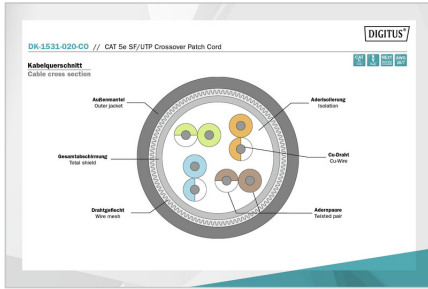 DIGITUS®
DK-1531-020-CO // CAT 5e SF/UTP Crossover Patch Cord
Kabelquerschnitt
Cable cross section
Außenmantel
Outer jacket
Aderisolierung
Isolation
Gesamtabschirmung
Total shield
Cu-Draht
Cu-Wire
Drahtgeflecht
Wire mesh
Adernpaare
Twisted pair